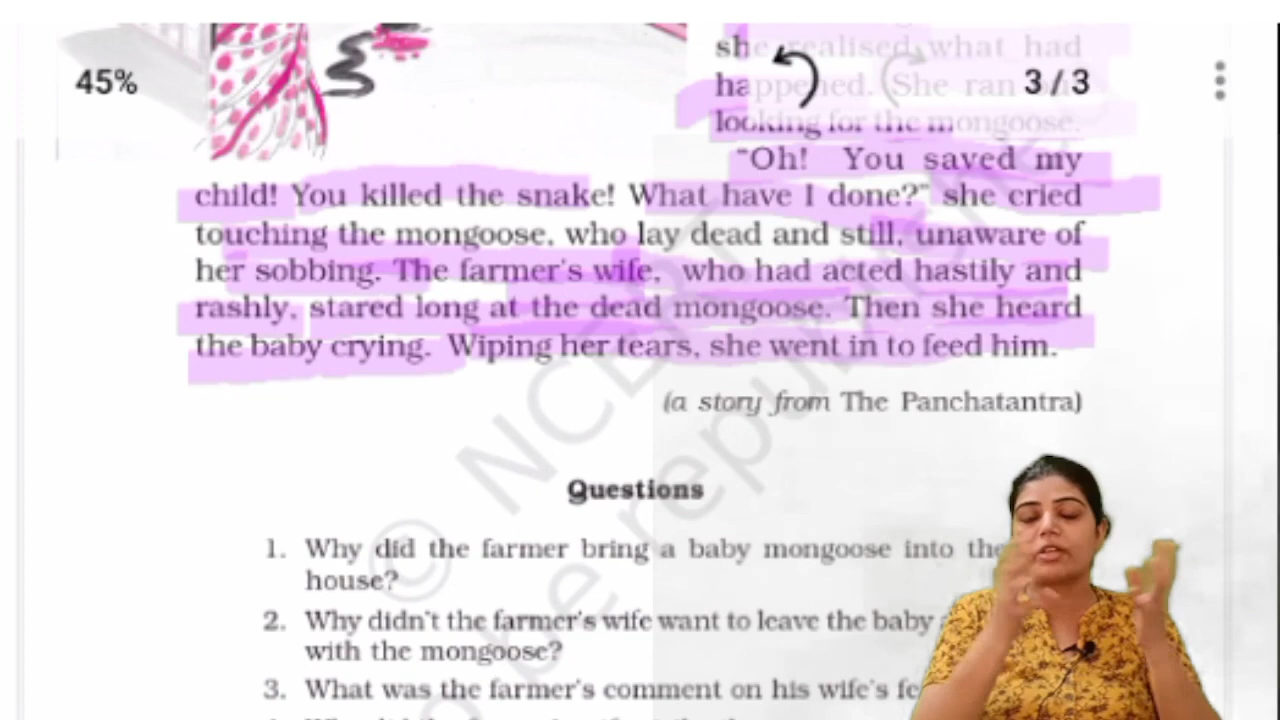 she realised what had
45%
happened. She ran
3 / 3
looking for the mongoose.
"Oh! You saved my
child! You killed the snake! What have I done?" she cried
touching the mongoose, who lay dead and still, unaware of
her sobbing. The farmer's wife, who had acted hastily and
rashly, stared long at the dead mongoose. Then she heard
the baby crying. Wiping her tears, she went in to feed him.
(a story from The Panchatantra)
Questions
1. Why did the farmer bring a baby mongoose into the
house?
2. Why didn't the farmer's wife want to leave the baby
with the mongoose?
3. What was the farmer's comment on his wife's
© NCERT
be republished